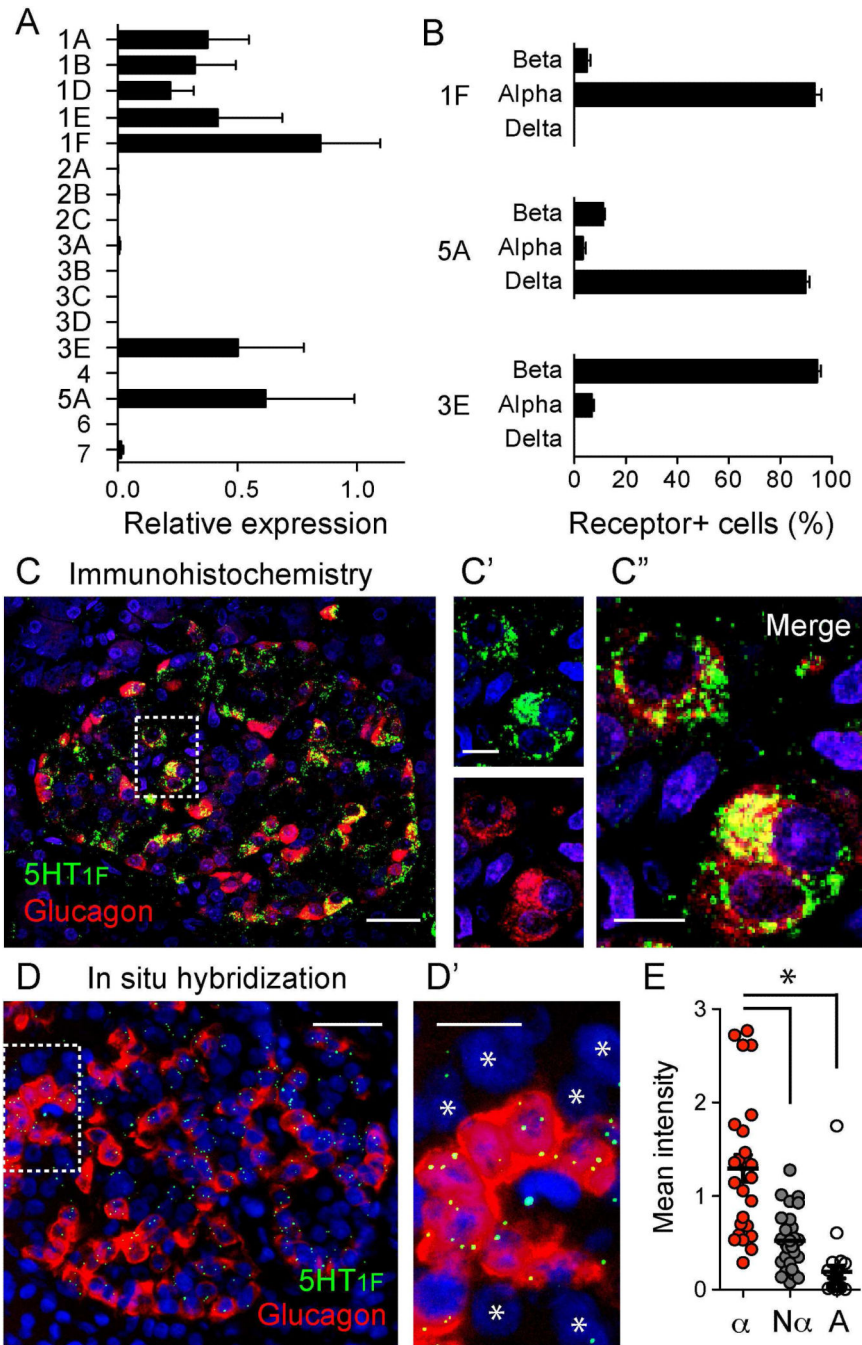 A
1A
1B
1D
1E
1F
2A
2B
2C
3A
3B
3C
3D
3E
4
5A
6
7
0.0 0.5 1.0
Relative expression
B
1F
Beta
Alpha
Delta
5A
Beta
Alpha
Delta
3E
Beta
Alpha
Delta
0 20 40 60 80 100
Receptor+ cells (%)
C Immunohistochemistry
5HT1F
Glucagon
C'
C"
Merge
D In situ hybridization
5HT1F
Glucagon
D'
* * * * * *
E
*
Mean intensity
3
2
1
0
α Nα A